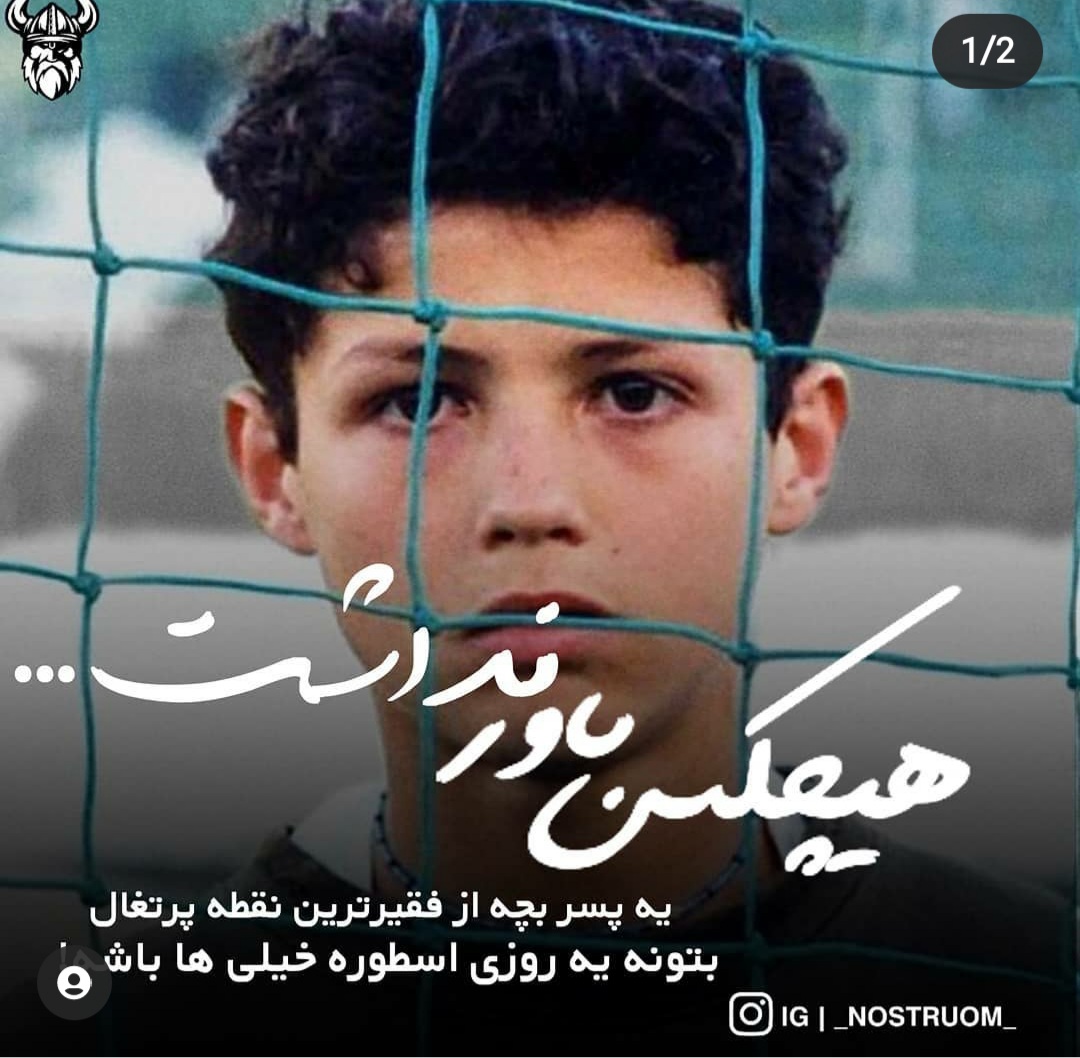 1/2
هیچکس باور نداشت...
یه پسر بچه از فقیرترین نقطه پرتغال
بتونه یه روزی اسطوره خیلی ها باشه!
IG | _NOSTRUOM_